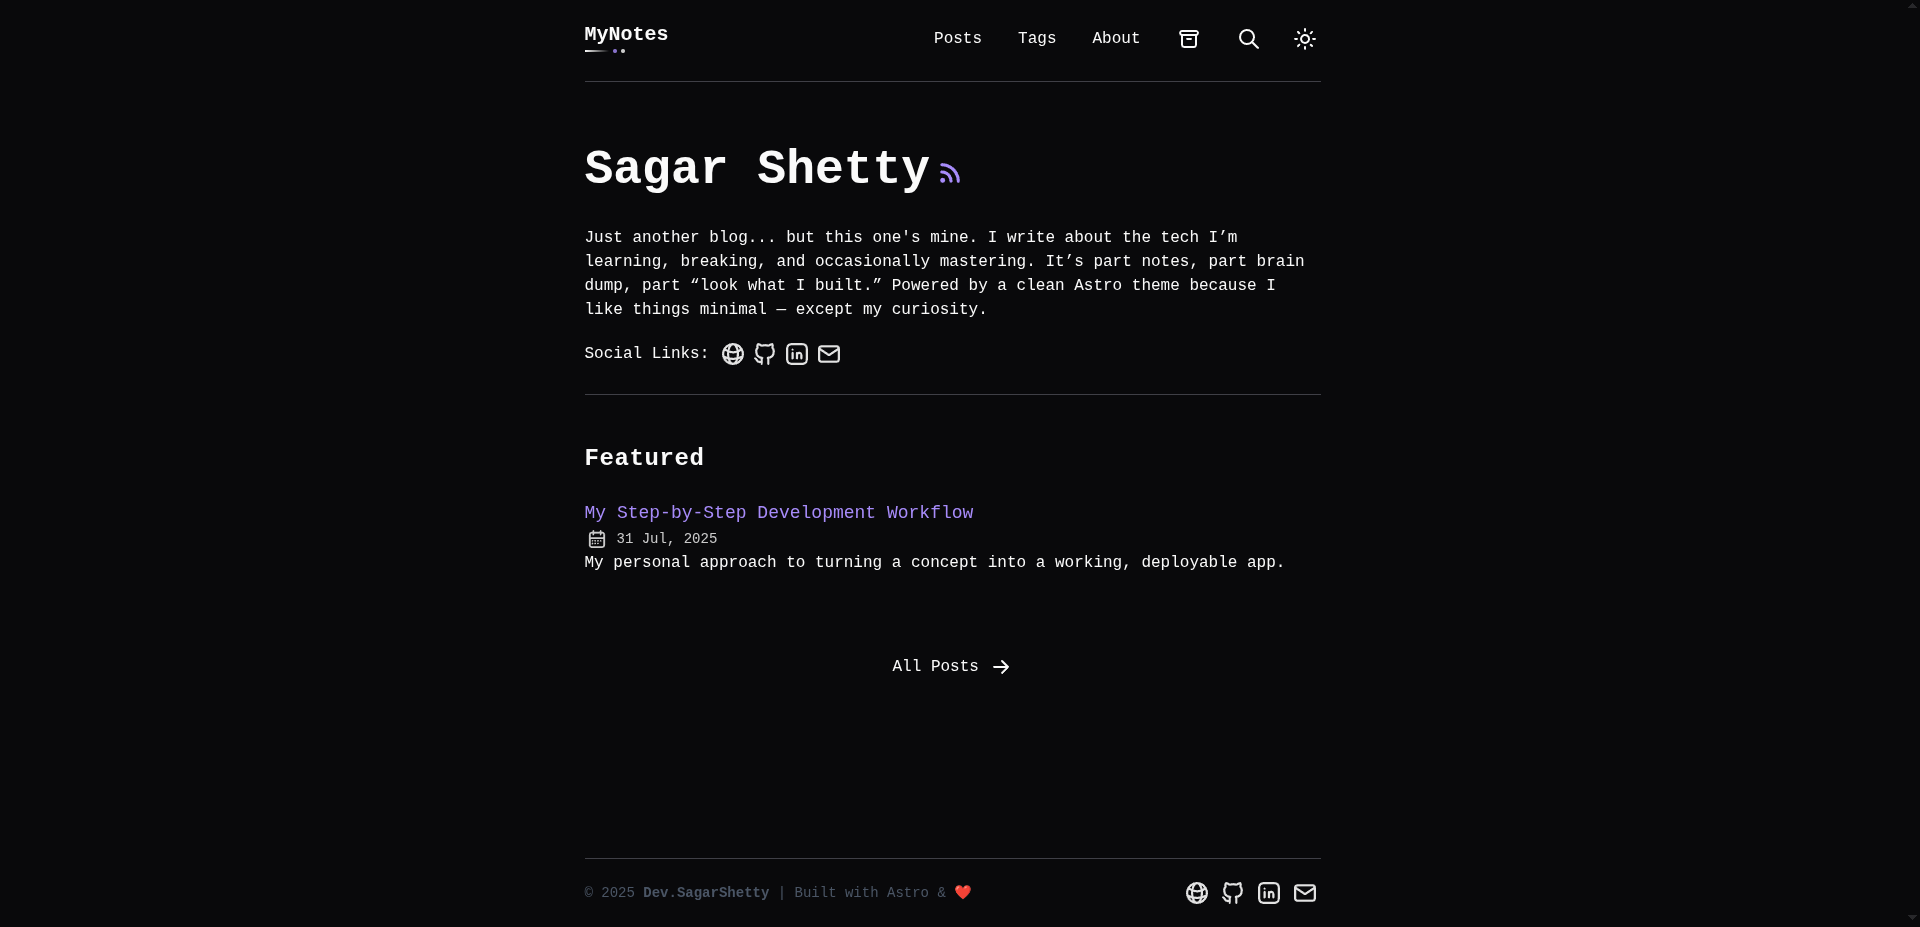 MyNotes
Posts
Tags
About
Sagar Shetty
Just another blog... but this one's mine. I write about the tech I’m
learning, breaking, and occasionally mastering. It’s part notes, part brain
dump, part “look what I built.” Powered by a clean Astro theme because I
like things minimal — except my curiosity.
Social Links:
Featured
My Step-by-Step Development Workflow
31 Jul, 2025
My personal approach to turning a concept into a working, deployable app.
All Posts
© 2025 Dev.SagarShetty | Built with Astro & ❤️